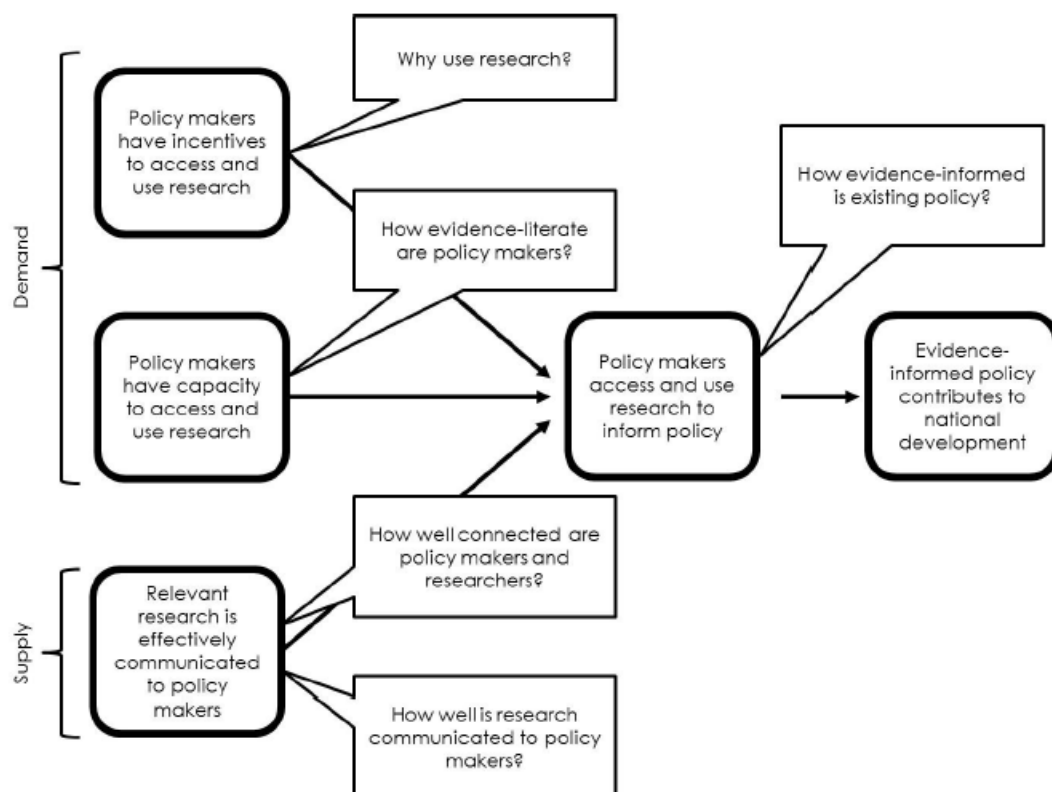 Demand
Policy makers
have incentives
to access and
use research
Why use research?
How evidence-literate
are policy makers?
Policy makers
have capacity
to access and
use research
How evidence-informed
is existing policy?
Policy makers
access and use
research to
inform policy
Evidence-
informed policy
contributes to
national
development
Supply
Relevant
research is
effectively
communicated
to policy
makers
How well connected are
policy makers and
researchers?
How well is research
communicated to policy
makers?